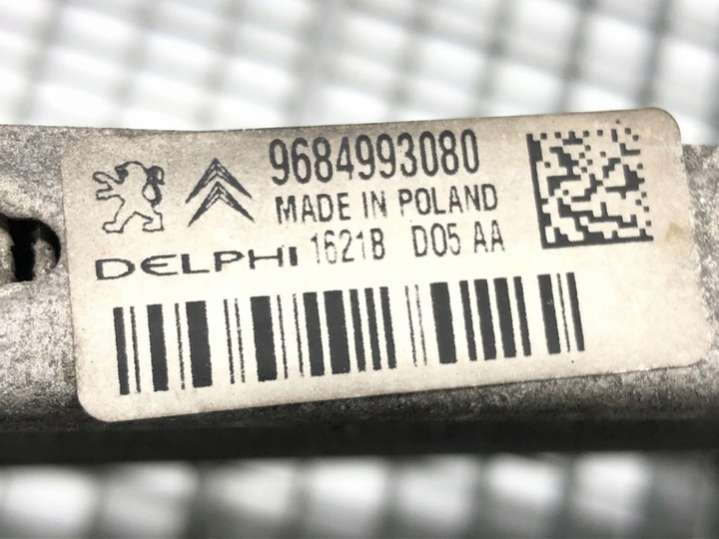 9684993080
MADE IN POLAND
DELPHI 1621B D05 AA